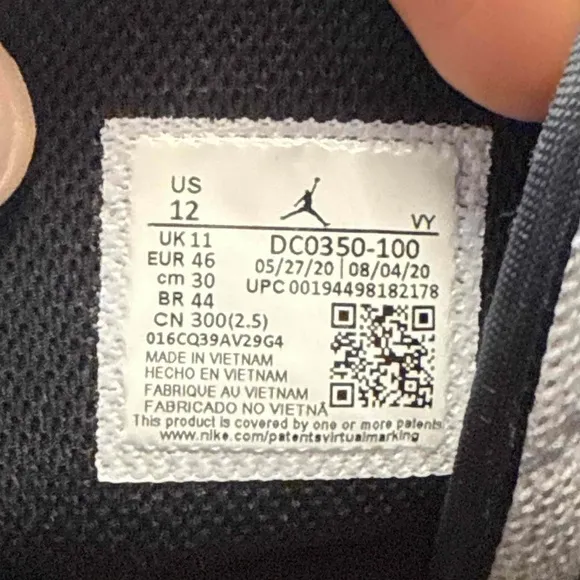 US
12
VY
UK 11
EUR 46
cm 30
BR 44
CN 300(2.5)
DC0350-100
05/27/20 | 08/04/20
UPC 00194498182178
016CQ39AV29G4
MADE IN VIETNAM
HECHO EN VIETNAM
FABRIQUE AU VIETNAM
FABRICADO NO VIETNÃ
This product is covered by one or more patents
www.nike.com/patentsvirtualmarking